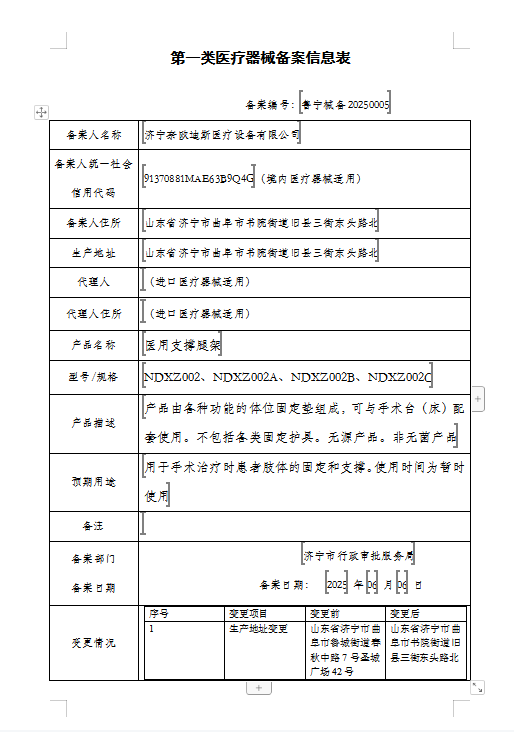 第一类医疗器械备案信息表
备案编号：鲁宁械备20250005
备案人名称 济宁奈欧迪斯医疗设备有限公司
备案人统一社会
信用代码 91370881MAE63B9Q4G（境内医疗器械适用）
备案人住所 山东省济宁市曲阜市书院街道旧县三街东头路北
生产地址 山东省济宁市曲阜市书院街道旧县三街东头路北
代理人 （进口医疗器械适用）
代理人住所 （进口医疗器械适用）
产品名称 医用支撑腿架
型号/规格 NDXZ002、NDXZ002A、NDXZ002B、NDXZ002C
产品描述 产品由各种功能的体位固定垫组成，可与手术台（床）配
套使用。不包括各类固定护具。无源产品。非无菌产品
预期用途 用于手术治疗时患者肢体的固定和支撑。使用时间为暂时
使用
备注
备案部门 济宁市行政审批服务局
备案日期 备案日期： 2025 年 06 月 06 日
变更情况
序号 变更项目 变更前 变更后
1 生产地址变更 山东省济宁市曲 山东省济宁市曲
阜市鲁城街道春 阜市书院街道旧
秋中路7号圣城 县三街东头路北
广场42号